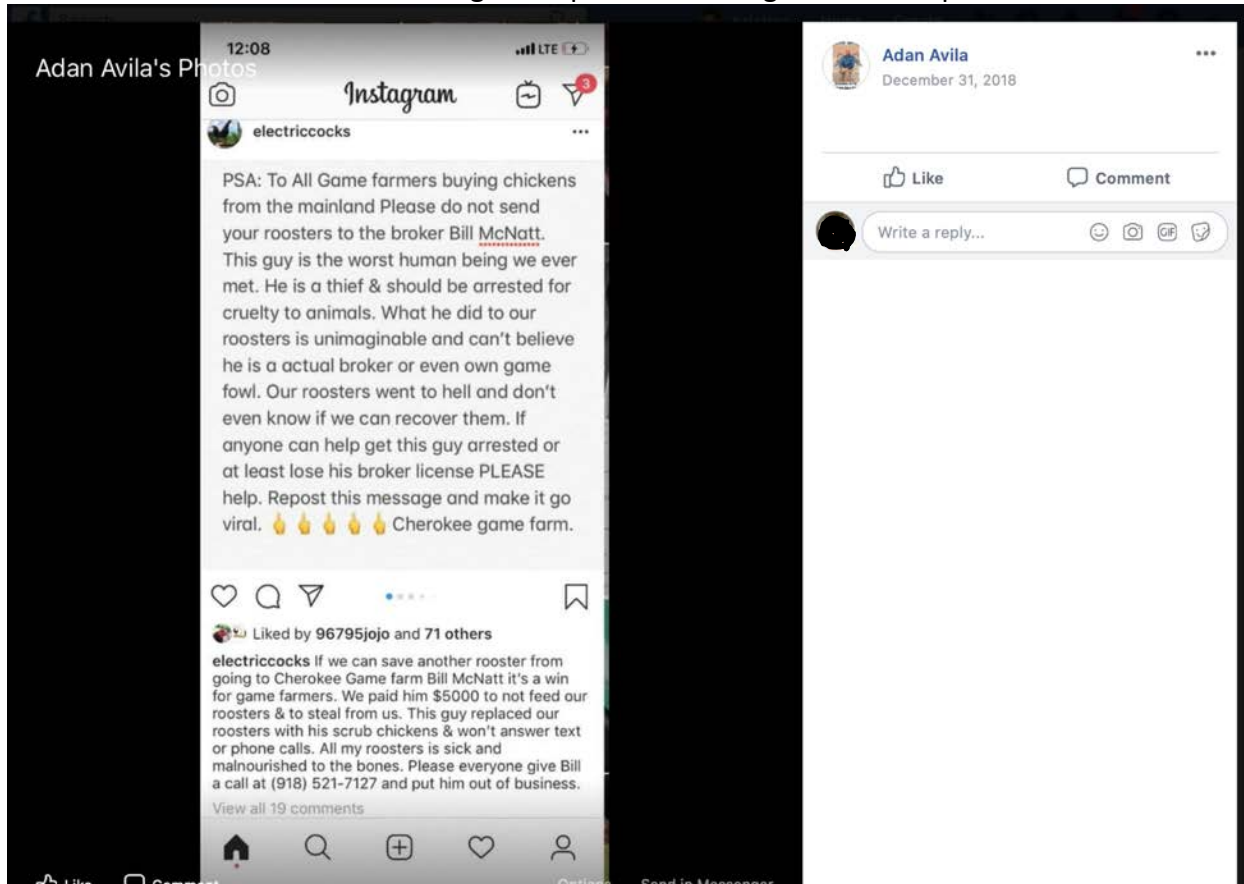 12:08
LTE
Adan Avila's Photos
Instagram
3
electriccocks
PSA: To All Game farmers buying chickens
from the mainland Please do not send
your roosters to the broker Bill McNatt.
This guy is the worst human being we ever
met. He is a thief & should be arrested for
cruelty to animals. What he did to our
roosters is unimaginable and can't believe
he is a actual broker or even own game
fowl. Our roosters went to hell and don't
even know if we can recover them. If
anyone can help get this guy arrested or
at least lose his broker license PLEASE
help. Repost this message and make it go
viral. 🖕🖕🖕🖕🖕 Cherokee game farm.
Liked by 96795jojo and 71 others
electriccocks If we can save another rooster from
going to Cherokee Game farm Bill McNatt it's a win
for game farmers. We paid him $5000 to not feed our
roosters & to steal from us. This guy replaced our
roosters with his scrub chickens & won't answer text
or phone calls. All my roosters is sick and
malnourished to the bones. Please everyone give Bill
a call at (918) 521-7127 and put him out of business.
View all 19 comments
Like Comment Options Send in Messenger
Adan Avila
December 31, 2018
Like Comment
Write a reply...
GIF